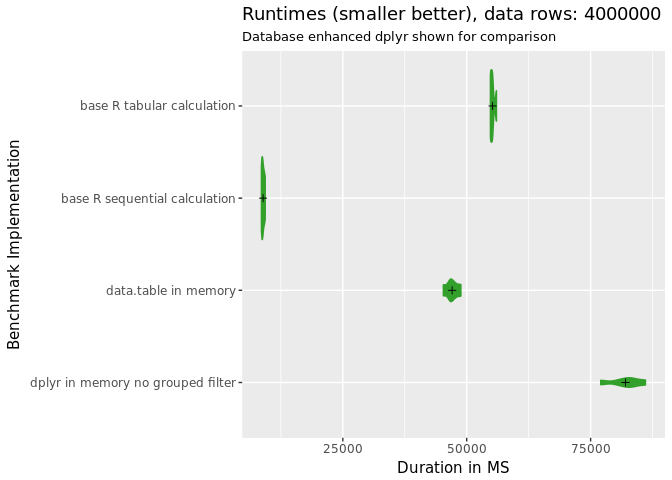 Runtimes (smaller better), data rows: 4000000
Database enhanced dplyr shown for comparison
Benchmark Implementation
base R tabular calculation
base R sequential calculation
data.table in memory
dplyr in memory no grouped filter
25000 50000 75000
Duration in MS